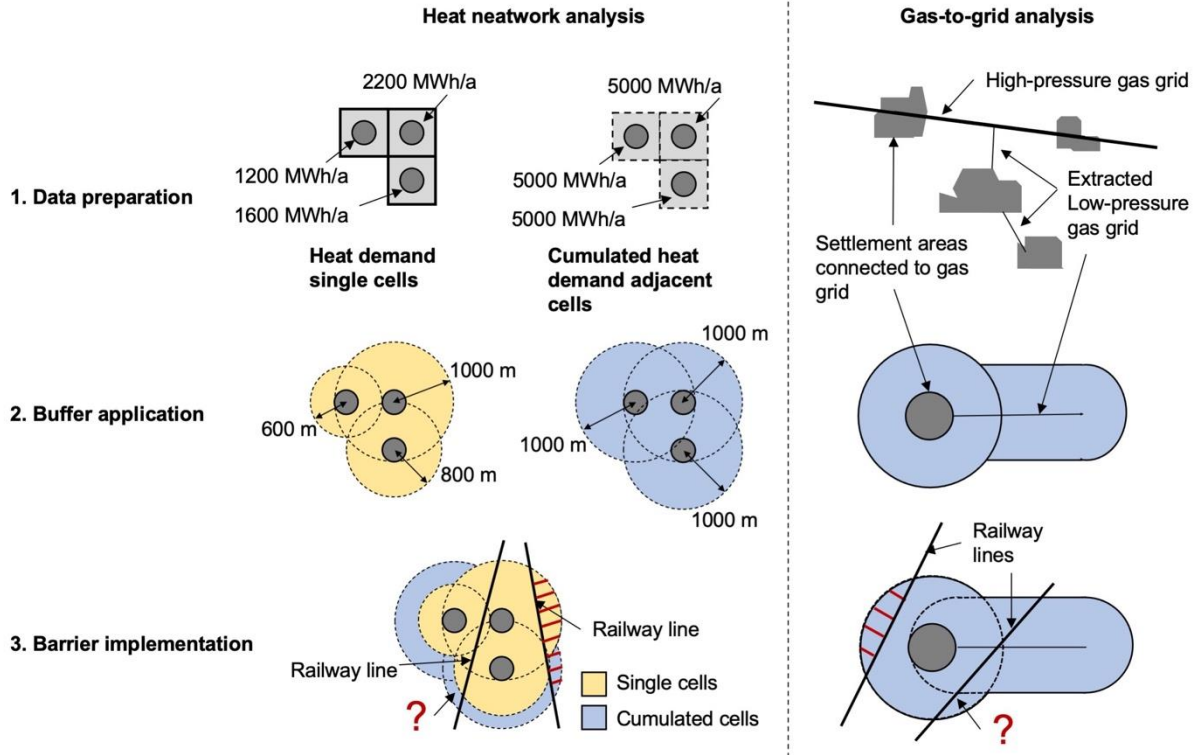 Heat neatwork analysis
Gas-to-grid analysis
1. Data preparation
2200 MWh/a
1200 MWh/a
1600 MWh/a
Heat demand
single cells
5000 MWh/a
5000 MWh/a
5000 MWh/a
Cumulated heat
demand adjacent
cells
High-pressure gas grid
Extracted
Low-pressure
gas grid
Settlement areas
connected to gas
grid
2. Buffer application
1000 m
600 m
800 m
1000 m
1000 m
1000 m
3. Barrier implementation
Railway line
Railway line
?
Single cells
Cumulated cells
Railway
lines
?